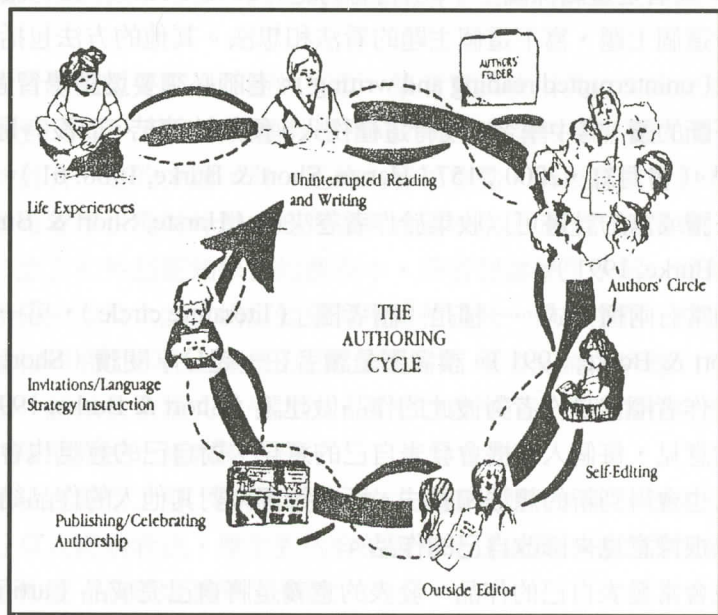 AUTHORS'
FOLDER
Life Experiences
Uninterrupted Reading
and Writing
Authors' Circle
THE
AUTHORING
CYCLE
Invitations/Language
Strategy Instruction
Self-Editing
Publishing/Celebrating
Authorship
Outside Editor